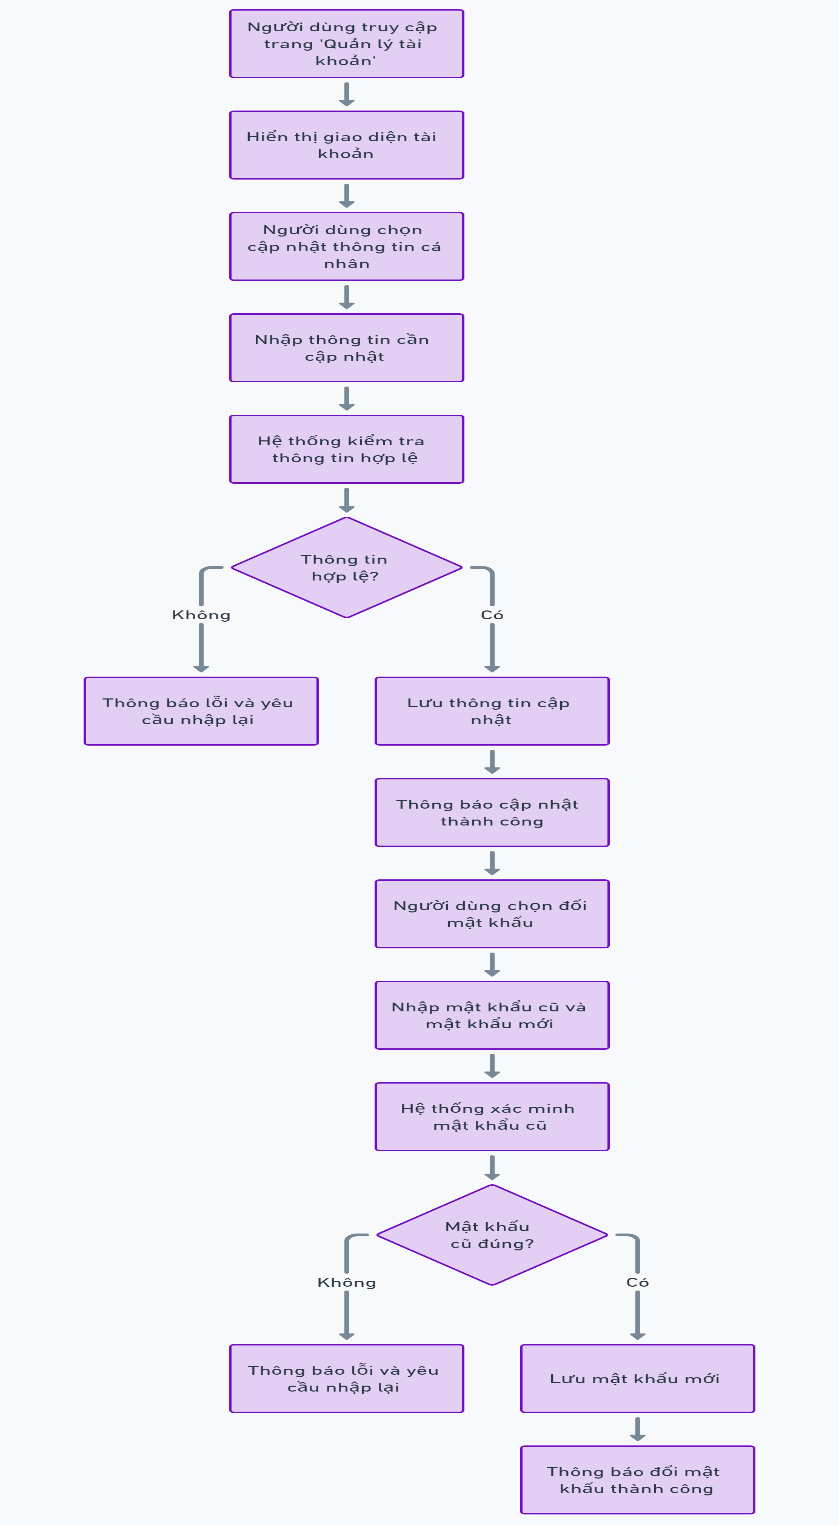 Người dùng truy cập
trang 'Quản lý tài
khoản'
Hiển thị giao diện tài
khoản
Người dùng chọn
cập nhật thông tin cá
nhân
Nhập thông tin cần
cập nhật
Hệ thống kiểm tra
thông tin hợp lệ
Thông tin
hợp lệ?
Không
Có
Thông báo lỗi và yêu
cầu nhập lại
Lưu thông tin cập
nhật
Thông báo cập nhật
thành công
Người dùng chọn đổi
mật khẩu
Nhập mật khẩu cũ và
mật khẩu mới
Hệ thống xác minh
mật khẩu cũ
Mật khẩu
cũ đúng?
Không
Có
Thông báo lỗi và yêu
cầu nhập lại
Lưu mật khẩu mới
Thông báo đổi mật
khẩu thành công